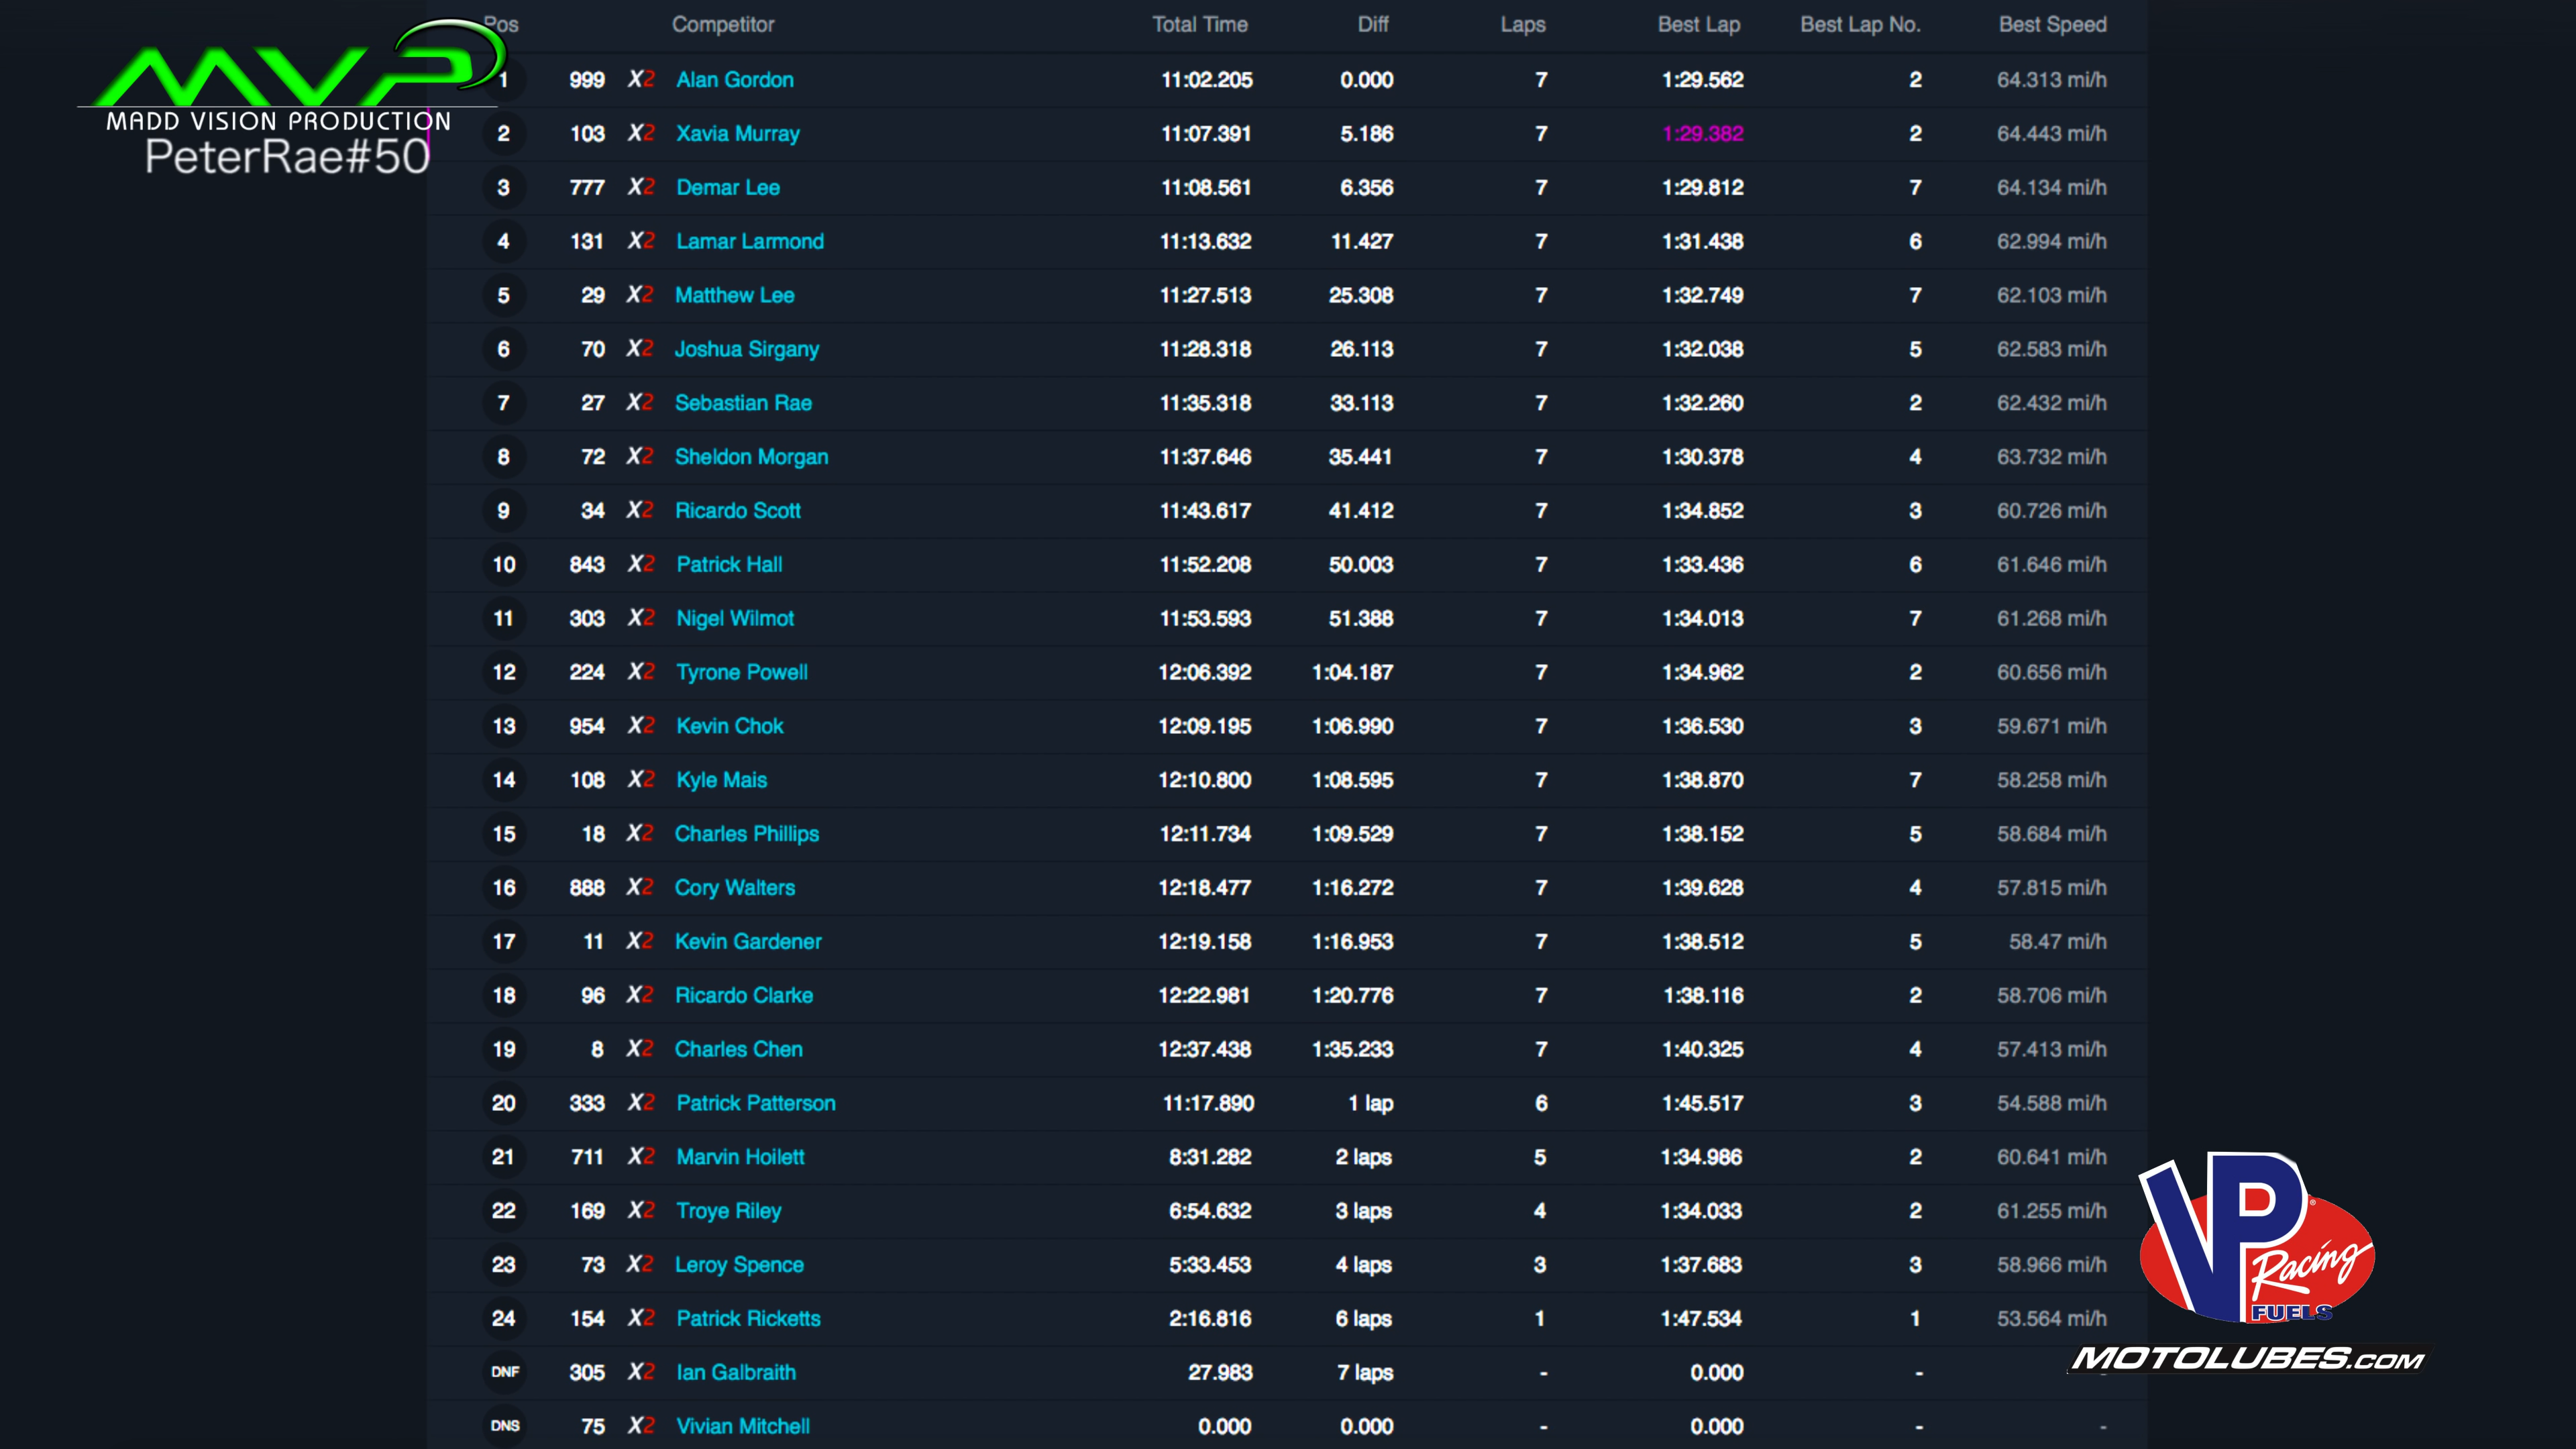 Pos Competitor Total Time Diff Laps Best Lap Best Lap No. Best Speed
MVP
MADD VISION PRODUCTION
PeterRae#50
1 999 X2 Alan Gordon 11:02.205 0.000 7 1:29.562 2 64.313 mi/h
2 103 X2 Xavia Murray 11:07.391 5.186 7 1:29.382 2 64.443 mi/h
3 777 X2 Demar Lee 11:08.561 6.356 7 1:29.812 7 64.134 mi/h
4 131 X2 Lamar Larmond 11:13.632 11.427 7 1:31.438 6 62.994 mi/h
5 29 X2 Matthew Lee 11:27.513 25.308 7 1:32.749 7 62.103 mi/h
6 70 X2 Joshua Sirgany 11:28.318 26.113 7 1:32.038 5 62.583 mi/h
7 27 X2 Sebastian Rae 11:35.318 33.113 7 1:32.260 2 62.432 mi/h
8 72 X2 Sheldon Morgan 11:37.646 35.441 7 1:30.378 4 63.732 mi/h
9 34 X2 Ricardo Scott 11:43.617 41.412 7 1:34.852 3 60.726 mi/h
10 843 X2 Patrick Hall 11:52.208 50.003 7 1:33.436 6 61.646 mi/h
11 303 X2 Nigel Wilmot 11:53.593 51.388 7 1:34.013 7 61.268 mi/h
12 224 X2 Tyrone Powell 12:06.392 1:04.187 7 1:34.962 2 60.656 mi/h
13 954 X2 Kevin Chok 12:09.195 1:06.990 7 1:36.530 3 59.671 mi/h
14 108 X2 Kyle Mais 12:10.800 1:08.595 7 1:38.870 7 58.258 mi/h
15 18 X2 Charles Phillips 12:11.734 1:09.529 7 1:38.152 5 58.684 mi/h
16 888 X2 Cory Walters 12:18.477 1:16.272 7 1:39.628 4 57.815 mi/h
17 11 X2 Kevin Gardener 12:19.158 1:16.953 7 1:38.512 5 58.47 mi/h
18 96 X2 Ricardo Clarke 12:22.981 1:20.776 7 1:38.116 2 58.706 mi/h
19 8 X2 Charles Chen 12:37.438 1:35.233 7 1:40.325 4 57.413 mi/h
20 333 X2 Patrick Patterson 11:17.890 1 lap 6 1:45.517 3 54.588 mi/h
21 711 X2 Marvin Hoilett 8:31.282 2 laps 5 1:34.986 2 60.641 mi/h
22 169 X2 Troye Riley 6:54.632 3 laps 4 1:34.033 2 61.255 mi/h
23 73 X2 Leroy Spence 5:33.453 4 laps 3 1:37.683 3 58.966 mi/h
24 154 X2 Patrick Ricketts 2:16.816 6 laps 1 1:47.534 1 53.564 mi/h
DNF 305 X2 Ian Galbraith 27.983 7 laps - 0.000 - -
DNS 75 X2 Vivian Mitchell 0.000 0.000 - 0.000 - -
VP®
Racing
FUELS
MOTOLUBES.COM